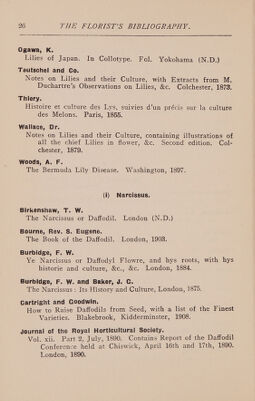 26 THE FLORIST'S BIBLIOGRAPHY.
Ogawa, K.
Lilies of Japan. In Collotype. Fol. Yokohama (N.D.)
Teutschel and Co.
Notes on Lilies and their Culture, with Extracts from M.
Duchartre's Observations on Lilies, &c. Colchester, 1873.
Thiery.
Histoire et culture des Lys, suivies d'un précis sur la culture
des Melons. Paris, 1855.
Wallace, Dr.
Notes on Lilies and their Culture, containing illustrations of
all the chief Lilies in flower, &c. Second edition. Col-
chester, 1879.
Woods, A. F.
The Bermuda Lily Disease. Washington, 1897.
(i) Narcissus.
Birkenshaw, T. W.
The Narcissus or Daffodil. London (N.D.)
Bourne, Rev. S. Eugene.
The Book of the Daffodil. London, 1903.
Burbidge, F. W.
Ye Narcissus or Daffodyl Flowre, and hys roots, with hys
historie and culture, &c., &c. London, 1884.
Burbidge, F. W. and Baker, J. G.
The Narcissus: Its History and Culture, London, 1875.
Cartright and Goodwin.
How to Raise Daffodils from Seed, with a list of the Finest
Varieties. Blakebrook, Kidderminster, 1908.
Journal of the Royal Horticultural Society.
Vol. xii. Part 2, July, 1890. Contains Report of the Daffodil
Conference held at Chiswick, April 16th and 17th, 1890.
London, 1890.